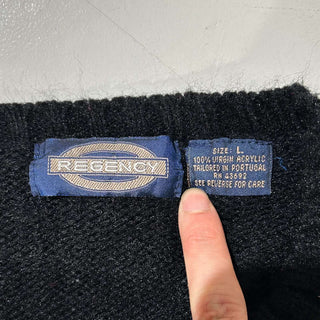 REGENCY
SIZE: L
100% VIRGIN ACRYLIC
TAILORED IN PORTUGAL
RN 43692
SEE REVERSE FOR CARE